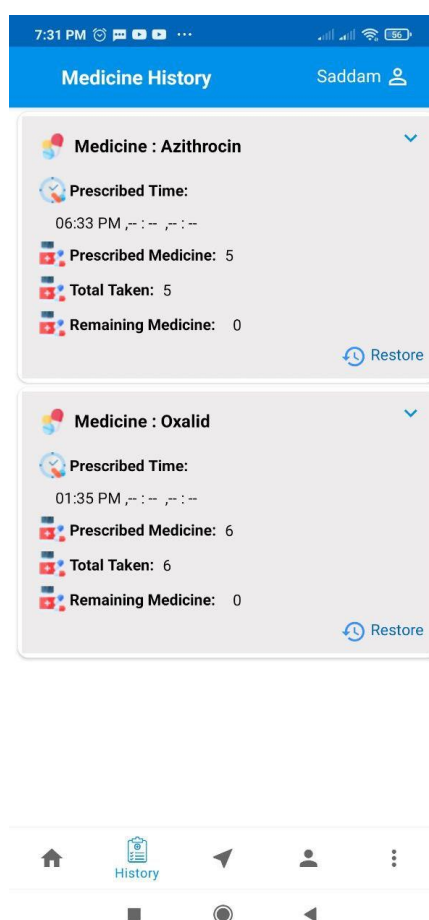 7:31 PM ... 56
Medicine History Saddam
Medicine : Azithrocin
Prescribed Time:
06:33 PM ,-- : -- ,-- : --
Prescribed Medicine: 5
Total Taken: 5
Remaining Medicine: 0
Restore
Medicine : Oxalid
Prescribed Time:
01:35 PM ,-- : -- ,-- : --
Prescribed Medicine: 6
Total Taken: 6
Remaining Medicine: 0
Restore
History